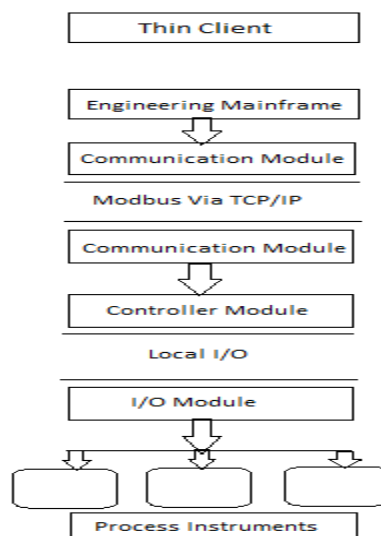 Thin Client
Engineering Mainframe
Communication Module
Modbus Via TCP/IP
Communication Module
Controller Module
Local I/O
I/O Module
Process Instruments